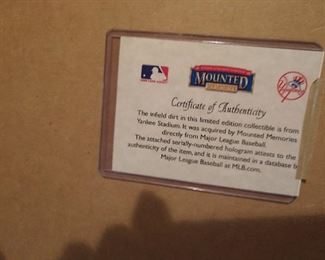 MOUNTED
MEMORIES
Certificate of Authenticity
The infield dirt in this limited edition collectible is from
Yankee Stadium. It was acquired by Mounted Memories
directly from Major League Baseball.
The attached serially-numbered hologram attests to the
authenticity of the item, and it is maintained in a database b
Major League Baseball at MLB.com.